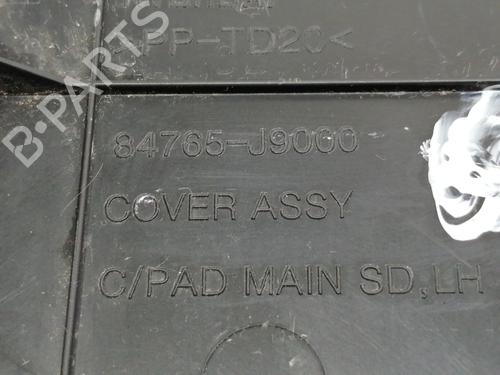 PP-TD20<
84765-J9000
COVER ASSY
C/PAD MAIN SD,LH
B-PARTS